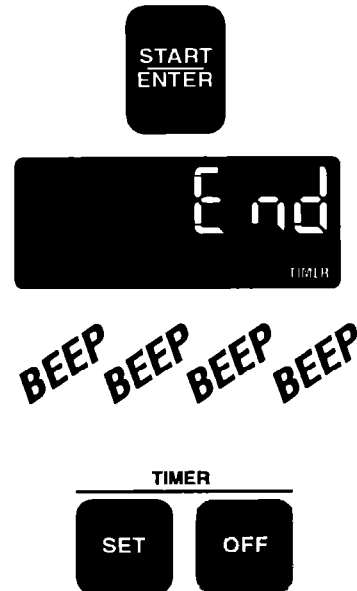 START
ENTER
End
TIMER
BEEP BEEP BEEP BEEP
TIMER
SET OFF